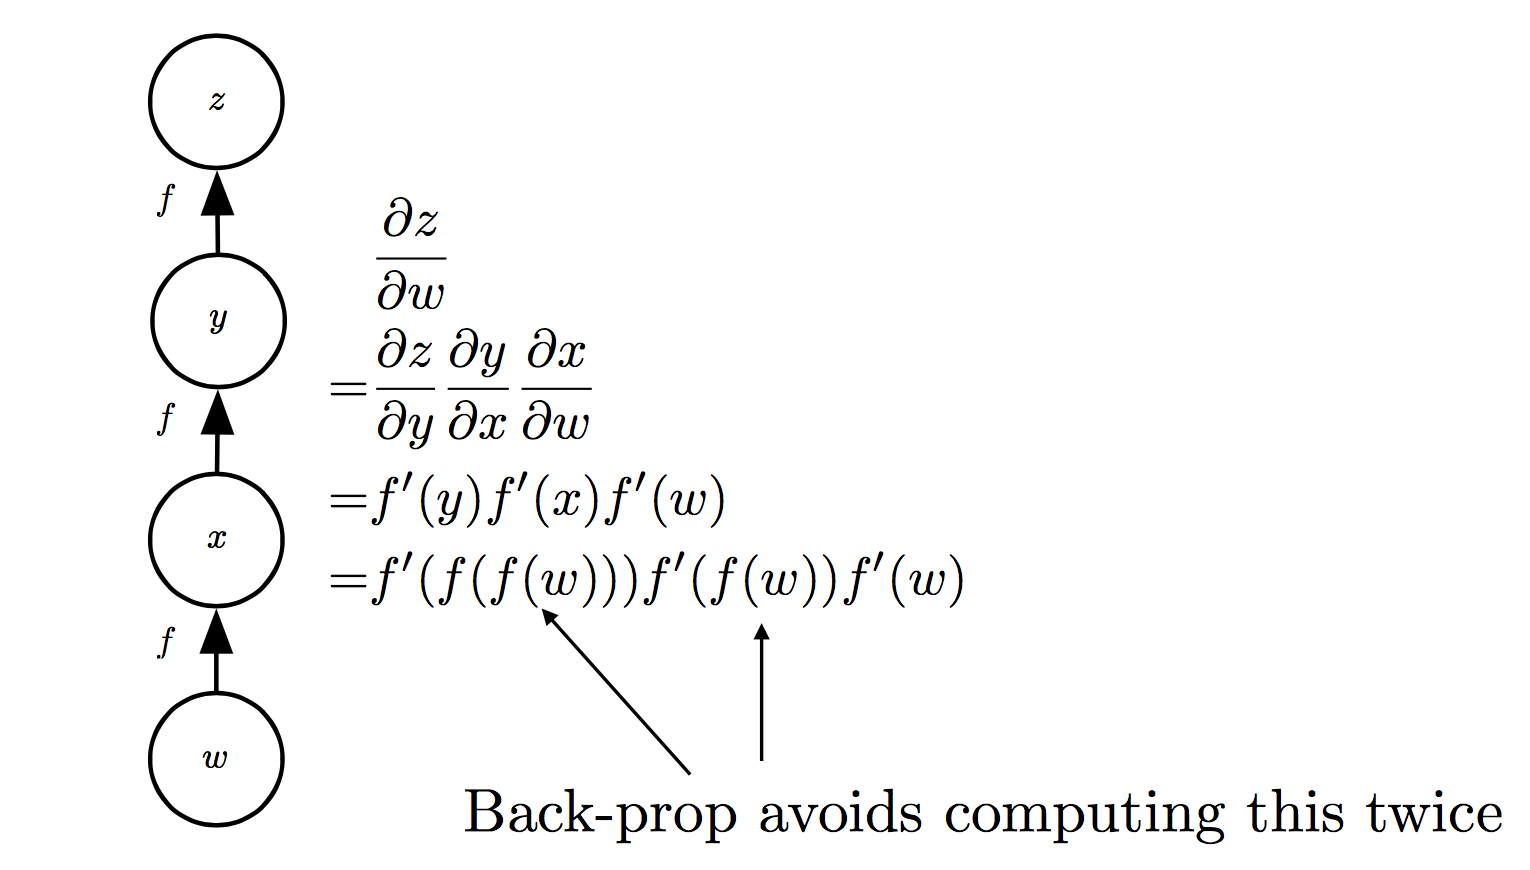 z
f
y
f
x
f
w
∂z/∂w
=∂z/∂y ∂y/∂x ∂x/∂w
=f′(y)f′(x)f′(w)
=f′(f(f(w)))f′(f(w))f′(w)
Back-prop avoids computing this twice